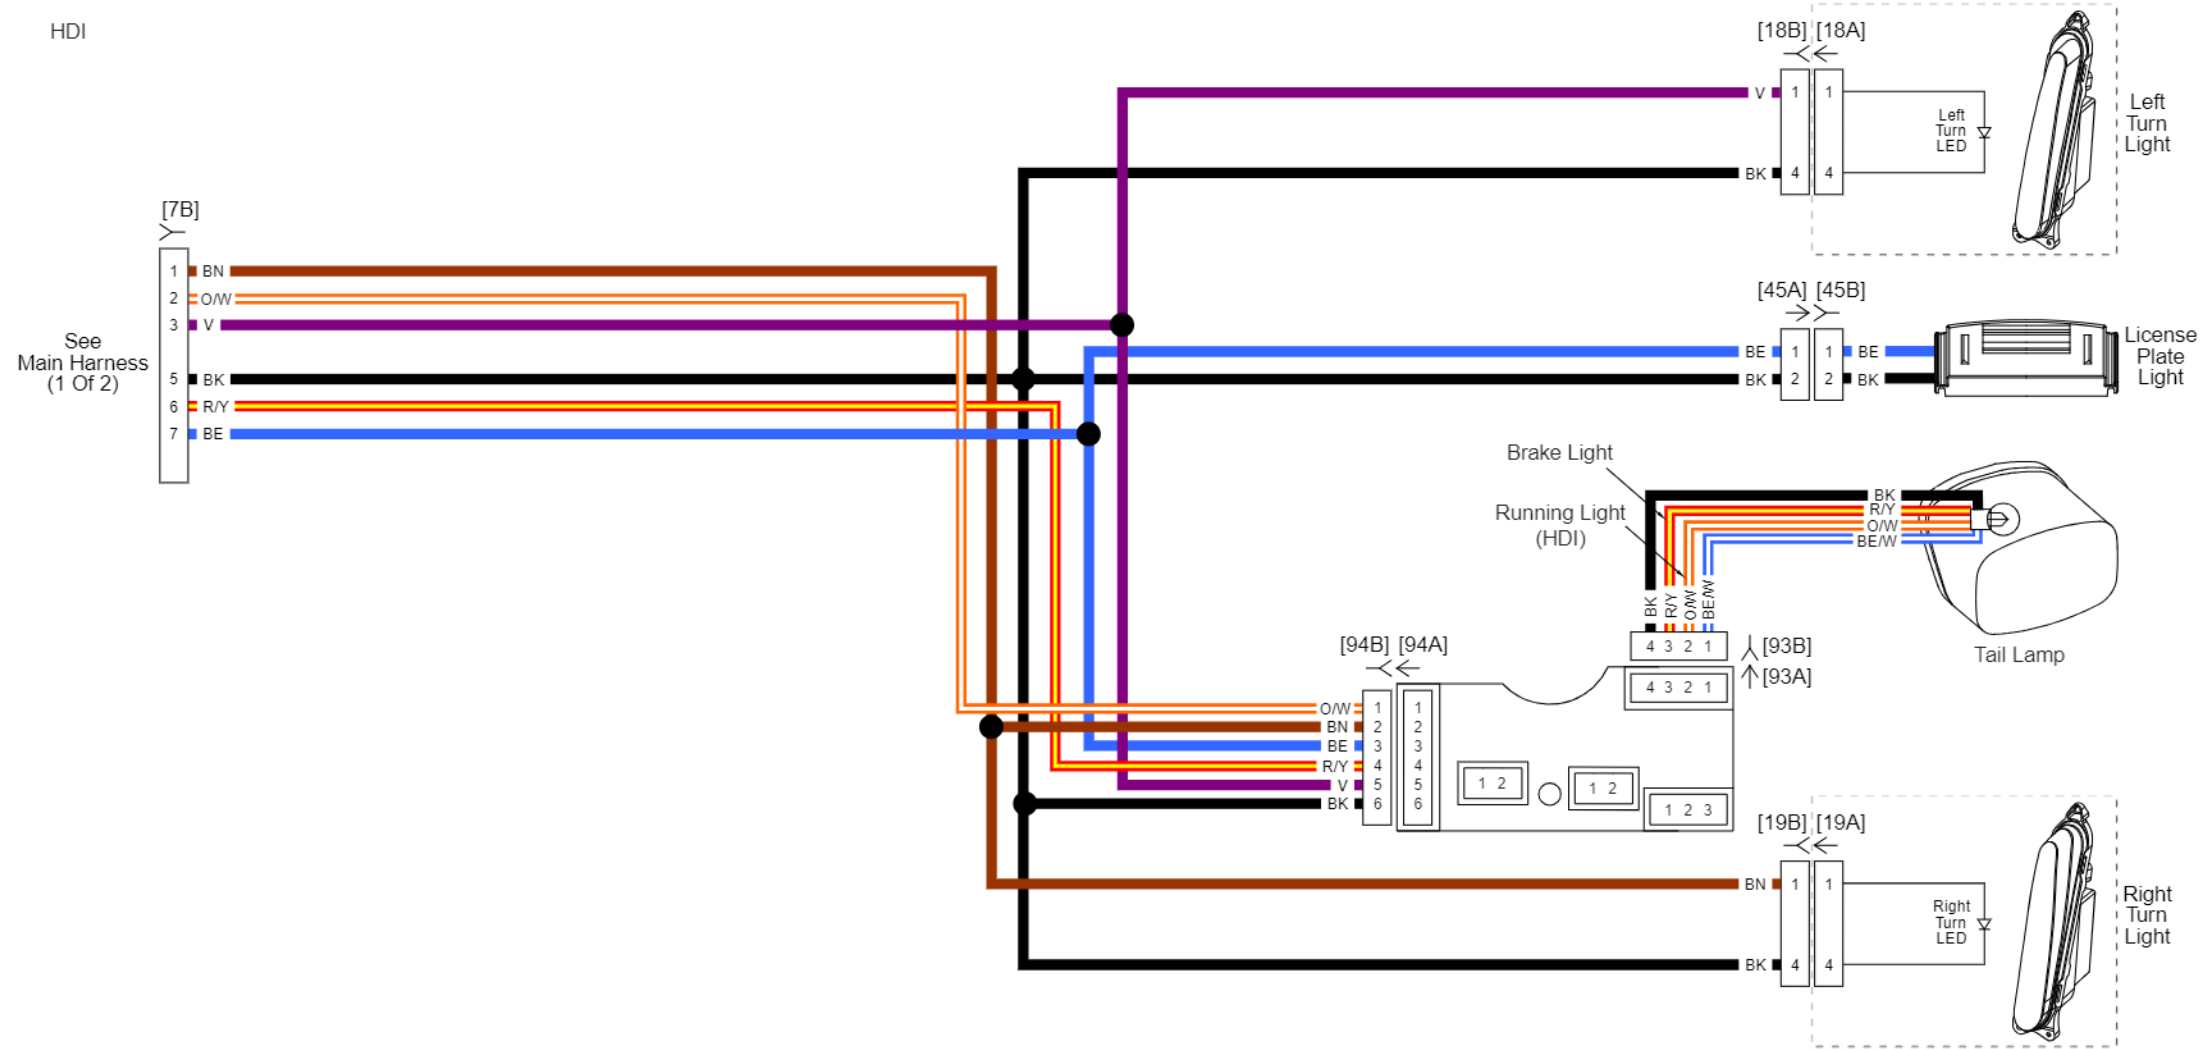 HDI
[18B] [18A]
V 1 1
Left
Turn
LED
BK 4 4
Left
Turn
Light
[7B]
1 BN
2 O/W
3 V
5 BK
6 R/Y
7 BE
See
Main Harness
(1 Of 2)
[45A] [45B]
BE 1 1 BE
BK 2 2 BK
License
Plate
Light
Brake Light
Running Light
(HDI)
BK
R/Y
O/W
BE/W
BK R/Y O/W BE/W
4 3 2 1
[93B]
4 3 2 1
[93A]
Tail Lamp
[94B] [94A]
O/W 1 1
BN 2 2
BE 3 3
R/Y 4 4
V 5 5
BK 6 6
1 2
1 2
1 2 3
[19B] [19A]
BN 1 1
Right
Turn
LED
BK 4 4
Right
Turn
Light